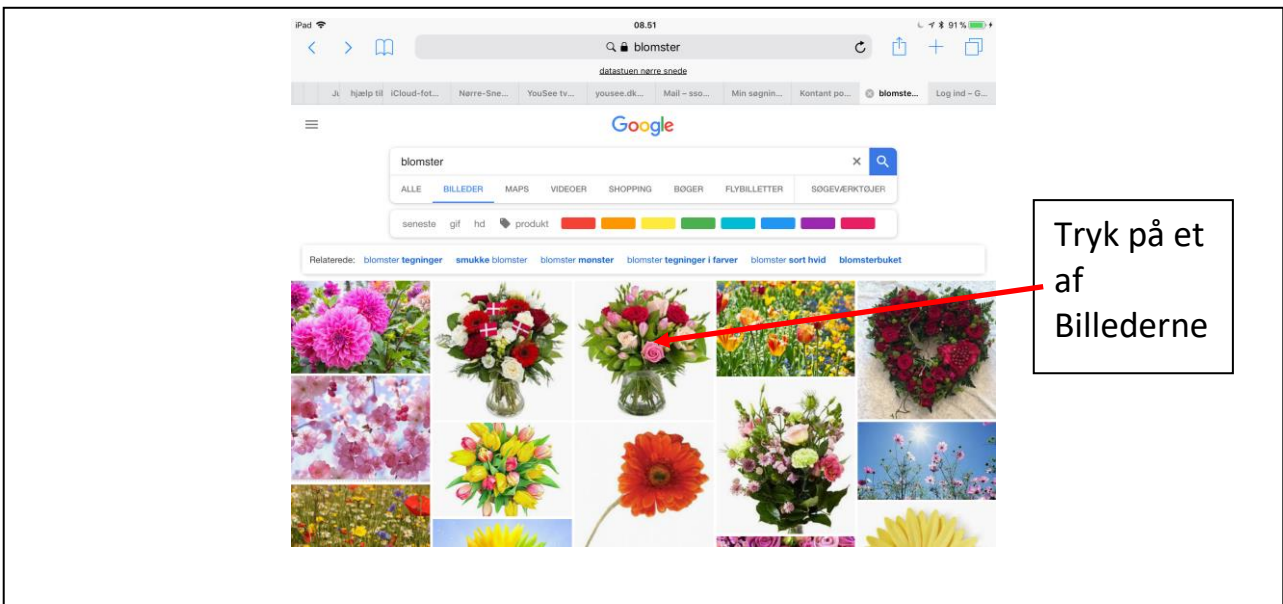 iPad 08.51 91 %
blomster
datastuen nørre snede
hjælp til iCloud-fot... Nørre-Sne... YouSee tv... yousee.dk... Mail – sso... Min søgnin... Kontant po... blomste... Log ind – G...
Google
blomster
ALLE BILLEDER MAPS VIDEOER SHOPPING BØGER FLYBILLETTER SØGEVÆRKTØJER
seneste gif hd produkt
Relaterede: blomster tegninger smukke blomster blomster mønster blomster tegninger i farver blomster sort hvid blomsterbuket
Tryk på et
af
Billederne